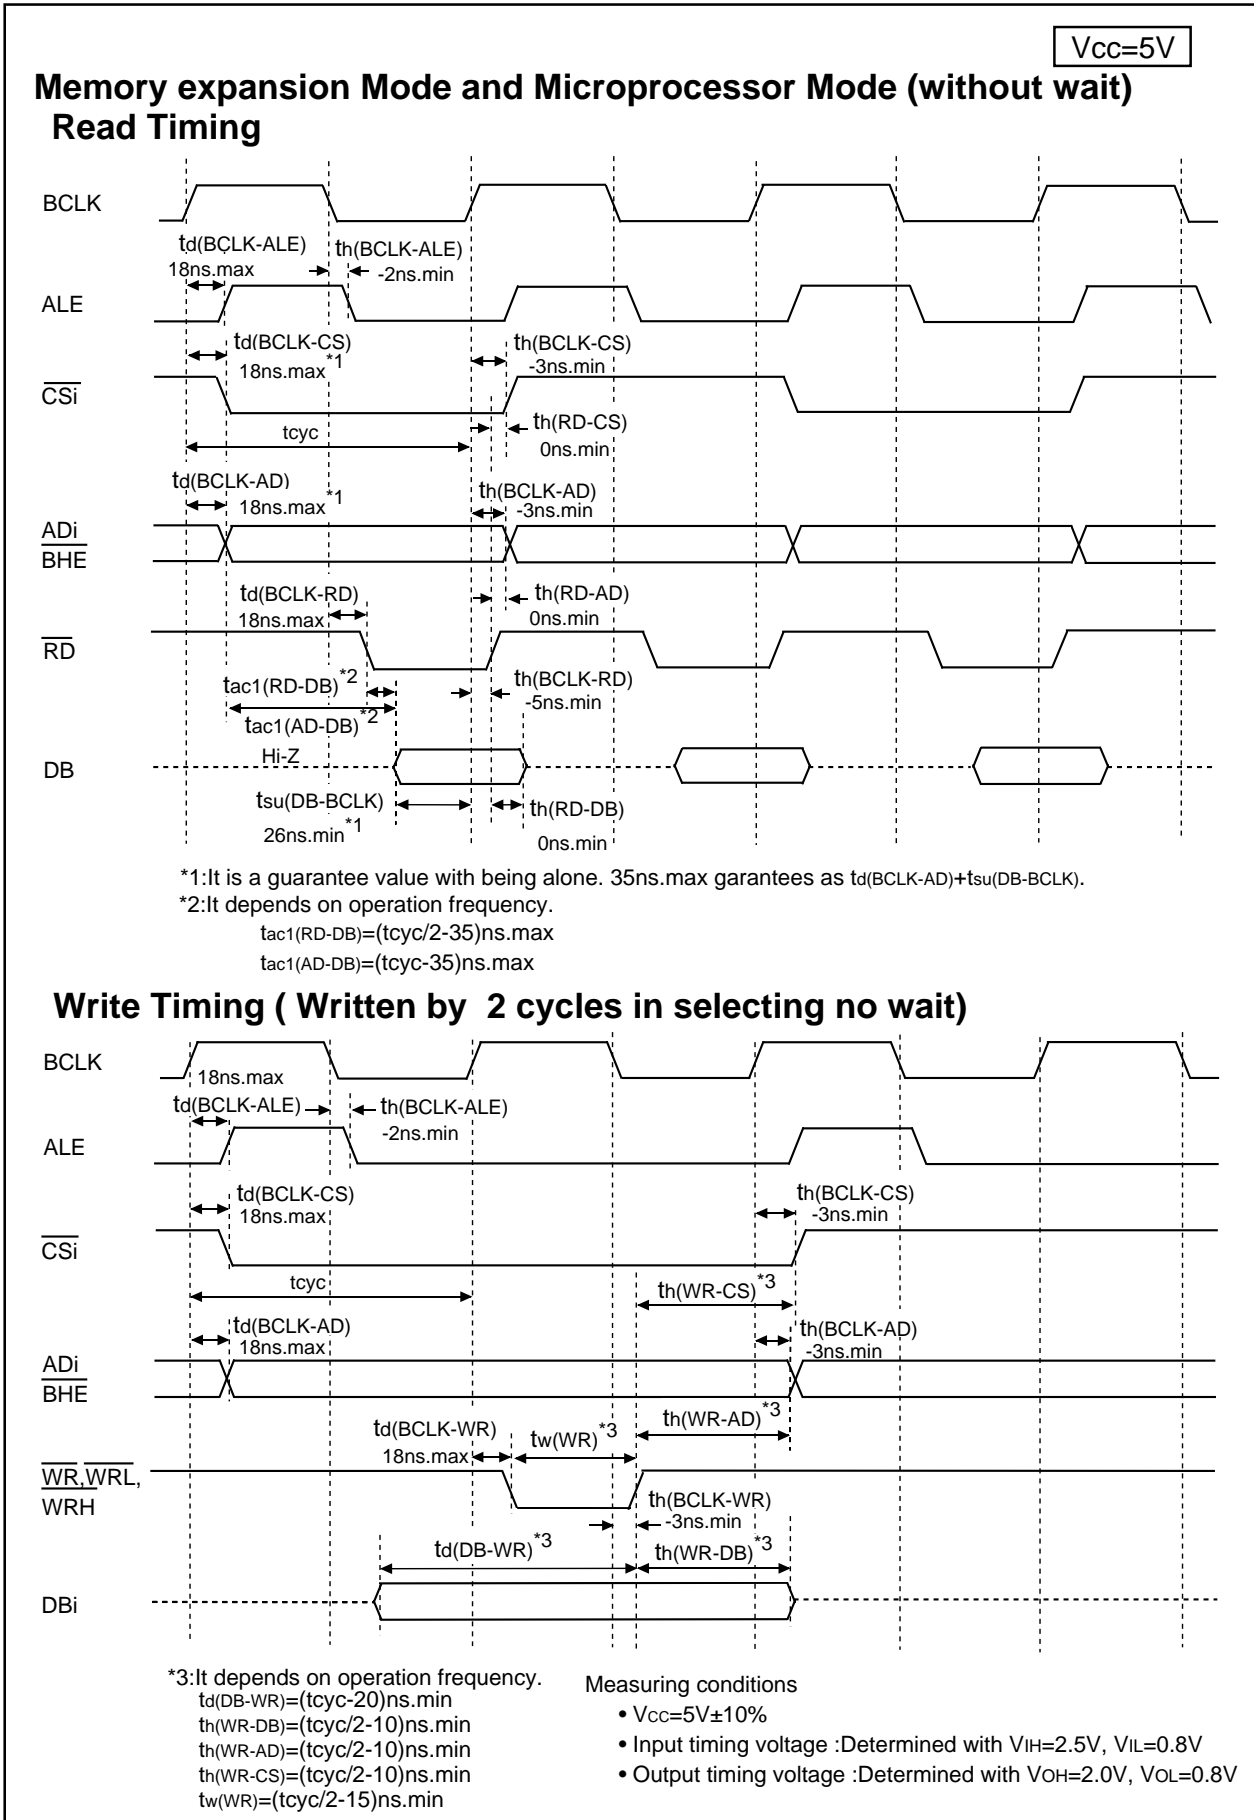 Vcc=5V
Memory expansion Mode and Microprocessor Mode (without wait)
Read Timing
BCLK
td(BCLK-ALE)
18ns.max
th(BCLK-ALE)
-2ns.min
ALE
td(BCLK-CS)
18ns.max*1
th(BCLK-CS)
-3ns.min
CSi
tcyc
th(RD-CS)
0ns.min
td(BCLK-AD)
18ns.max*1
th(BCLK-AD)
-3ns.min
ADi
BHE
td(BCLK-RD)
18ns.max
th(RD-AD)
0ns.min
RD
tac1(RD-DB)*2
th(BCLK-RD)
-5ns.min
tac1(AD-DB)*2
Hi-Z
DB
tsu(DB-BCLK)
26ns.min*1
th(RD-DB)
0ns.min
*1:It is a guarantee value with being alone. 35ns.max garantees as td(BCLK-AD)+tsu(DB-BCLK).
*2:It depends on operation frequency.
tac1(RD-DB)=(tcyc/2-35)ns.max
tac1(AD-DB)=(tcyc-35)ns.max
Write Timing ( Written by 2 cycles in selecting no wait)
BCLK
18ns.max
td(BCLK-ALE)
th(BCLK-ALE)
-2ns.min
ALE
td(BCLK-CS)
18ns.max
th(BCLK-CS)
-3ns.min
CSi
tcyc
th(WR-CS)*3
td(BCLK-AD)
18ns.max
th(BCLK-AD)
-3ns.min
ADi
BHE
td(BCLK-WR)
18ns.max
tw(WR)*3
th(WR-AD)*3
WR,WRL,
WRH
th(BCLK-WR)
-3ns.min
td(DB-WR)*3
th(WR-DB)*3
DBi
*3:It depends on operation frequency.
td(DB-WR)=(tcyc-20)ns.min
th(WR-DB)=(tcyc/2-10)ns.min
th(WR-AD)=(tcyc/2-10)ns.min
th(WR-CS)=(tcyc/2-10)ns.min
tw(WR)=(tcyc/2-15)ns.min
Measuring conditions
• VCC=5V±10%
• Input timing voltage :Determined with VIH=2.5V, VIL=0.8V
• Output timing voltage :Determined with VOH=2.0V, VOL=0.8V